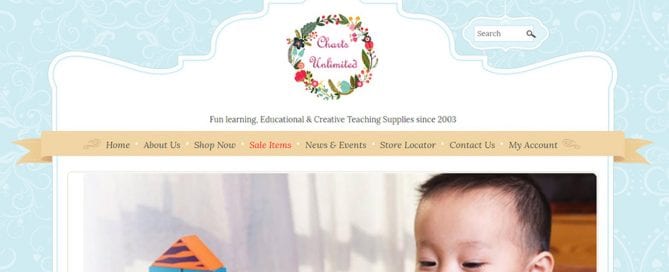 Charts
Unlimited
Search
Fun learning, Educational & Creative Teaching Supplies since 2003
Home About Us Shop Now Sale Items News & Events Store Locator Contact Us My Account